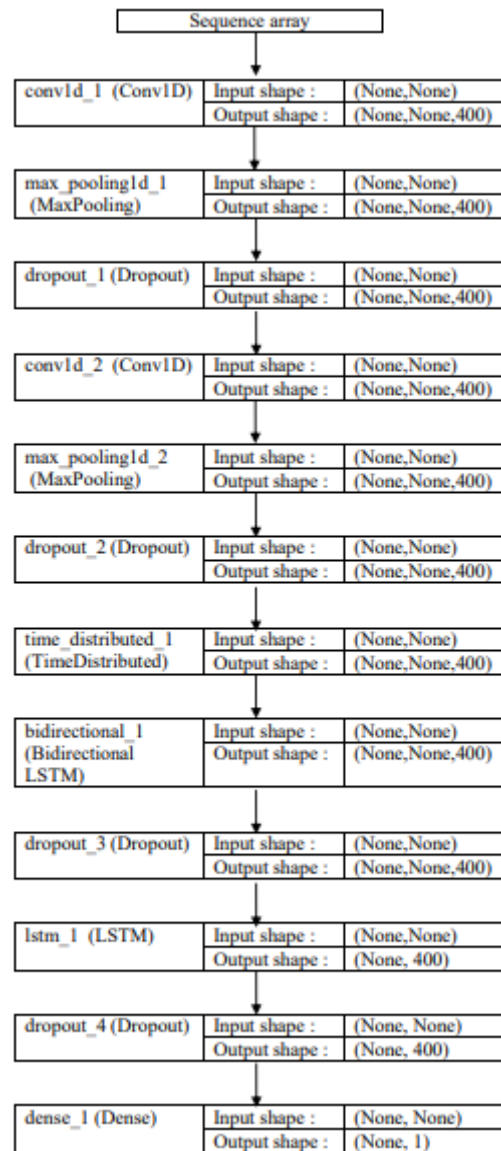 Sequence array
conv1d_1 (Conv1D) Input shape : (None,None)
Output shape : (None,None,400)
max_pooling1d_1 Input shape : (None,None)
(MaxPooling) Output shape : (None,None,400)
dropout_1 (Dropout) Input shape : (None,None)
Output shape : (None,None,400)
conv1d_2 (Conv1D) Input shape : (None,None)
Output shape : (None,None,400)
max_pooling1d_2 Input shape : (None,None)
(MaxPooling) Output shape : (None,None,400)
dropout_2 (Dropout) Input shape : (None,None)
Output shape : (None,None,400)
time_distributed_1 Input shape : (None,None)
(TimeDistributed) Output shape : (None,None,400)
bidirectional_1 Input shape : (None,None)
(Bidirectional Output shape : (None,None,400)
LSTM)
dropout_3 (Dropout) Input shape : (None,None)
Output shape : (None,None,400)
lstm_1 (LSTM) Input shape : (None,None)
Output shape : (None, 400)
dropout_4 (Dropout) Input shape : (None, None)
Output shape : (None, 400)
dense_1 (Dense) Input shape : (None, None)
Output shape : (None, 1)